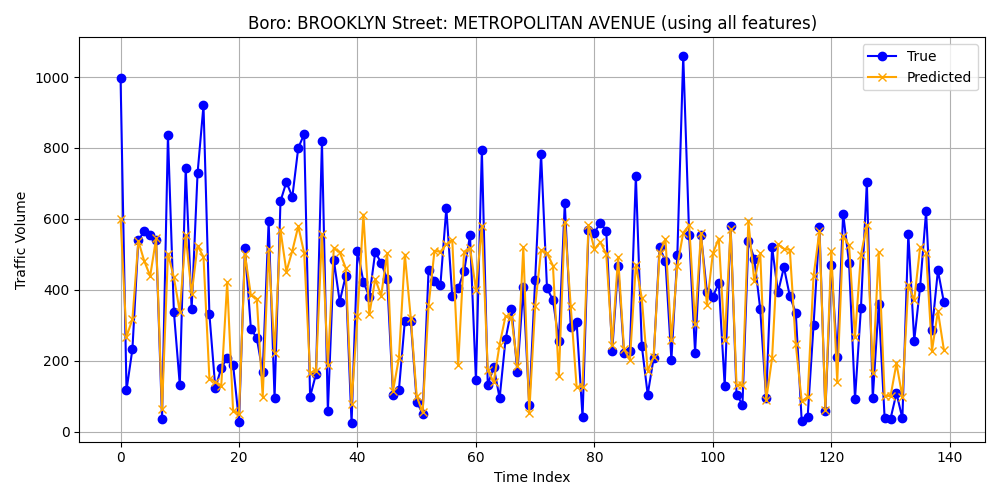 Boro: BROOKLYN Street: METROPOLITAN AVENUE (using all features)
True
Predicted
Traffic Volume
1000
800
600
400
200
0
0 20 40 60 80 100 120 140
Time Index